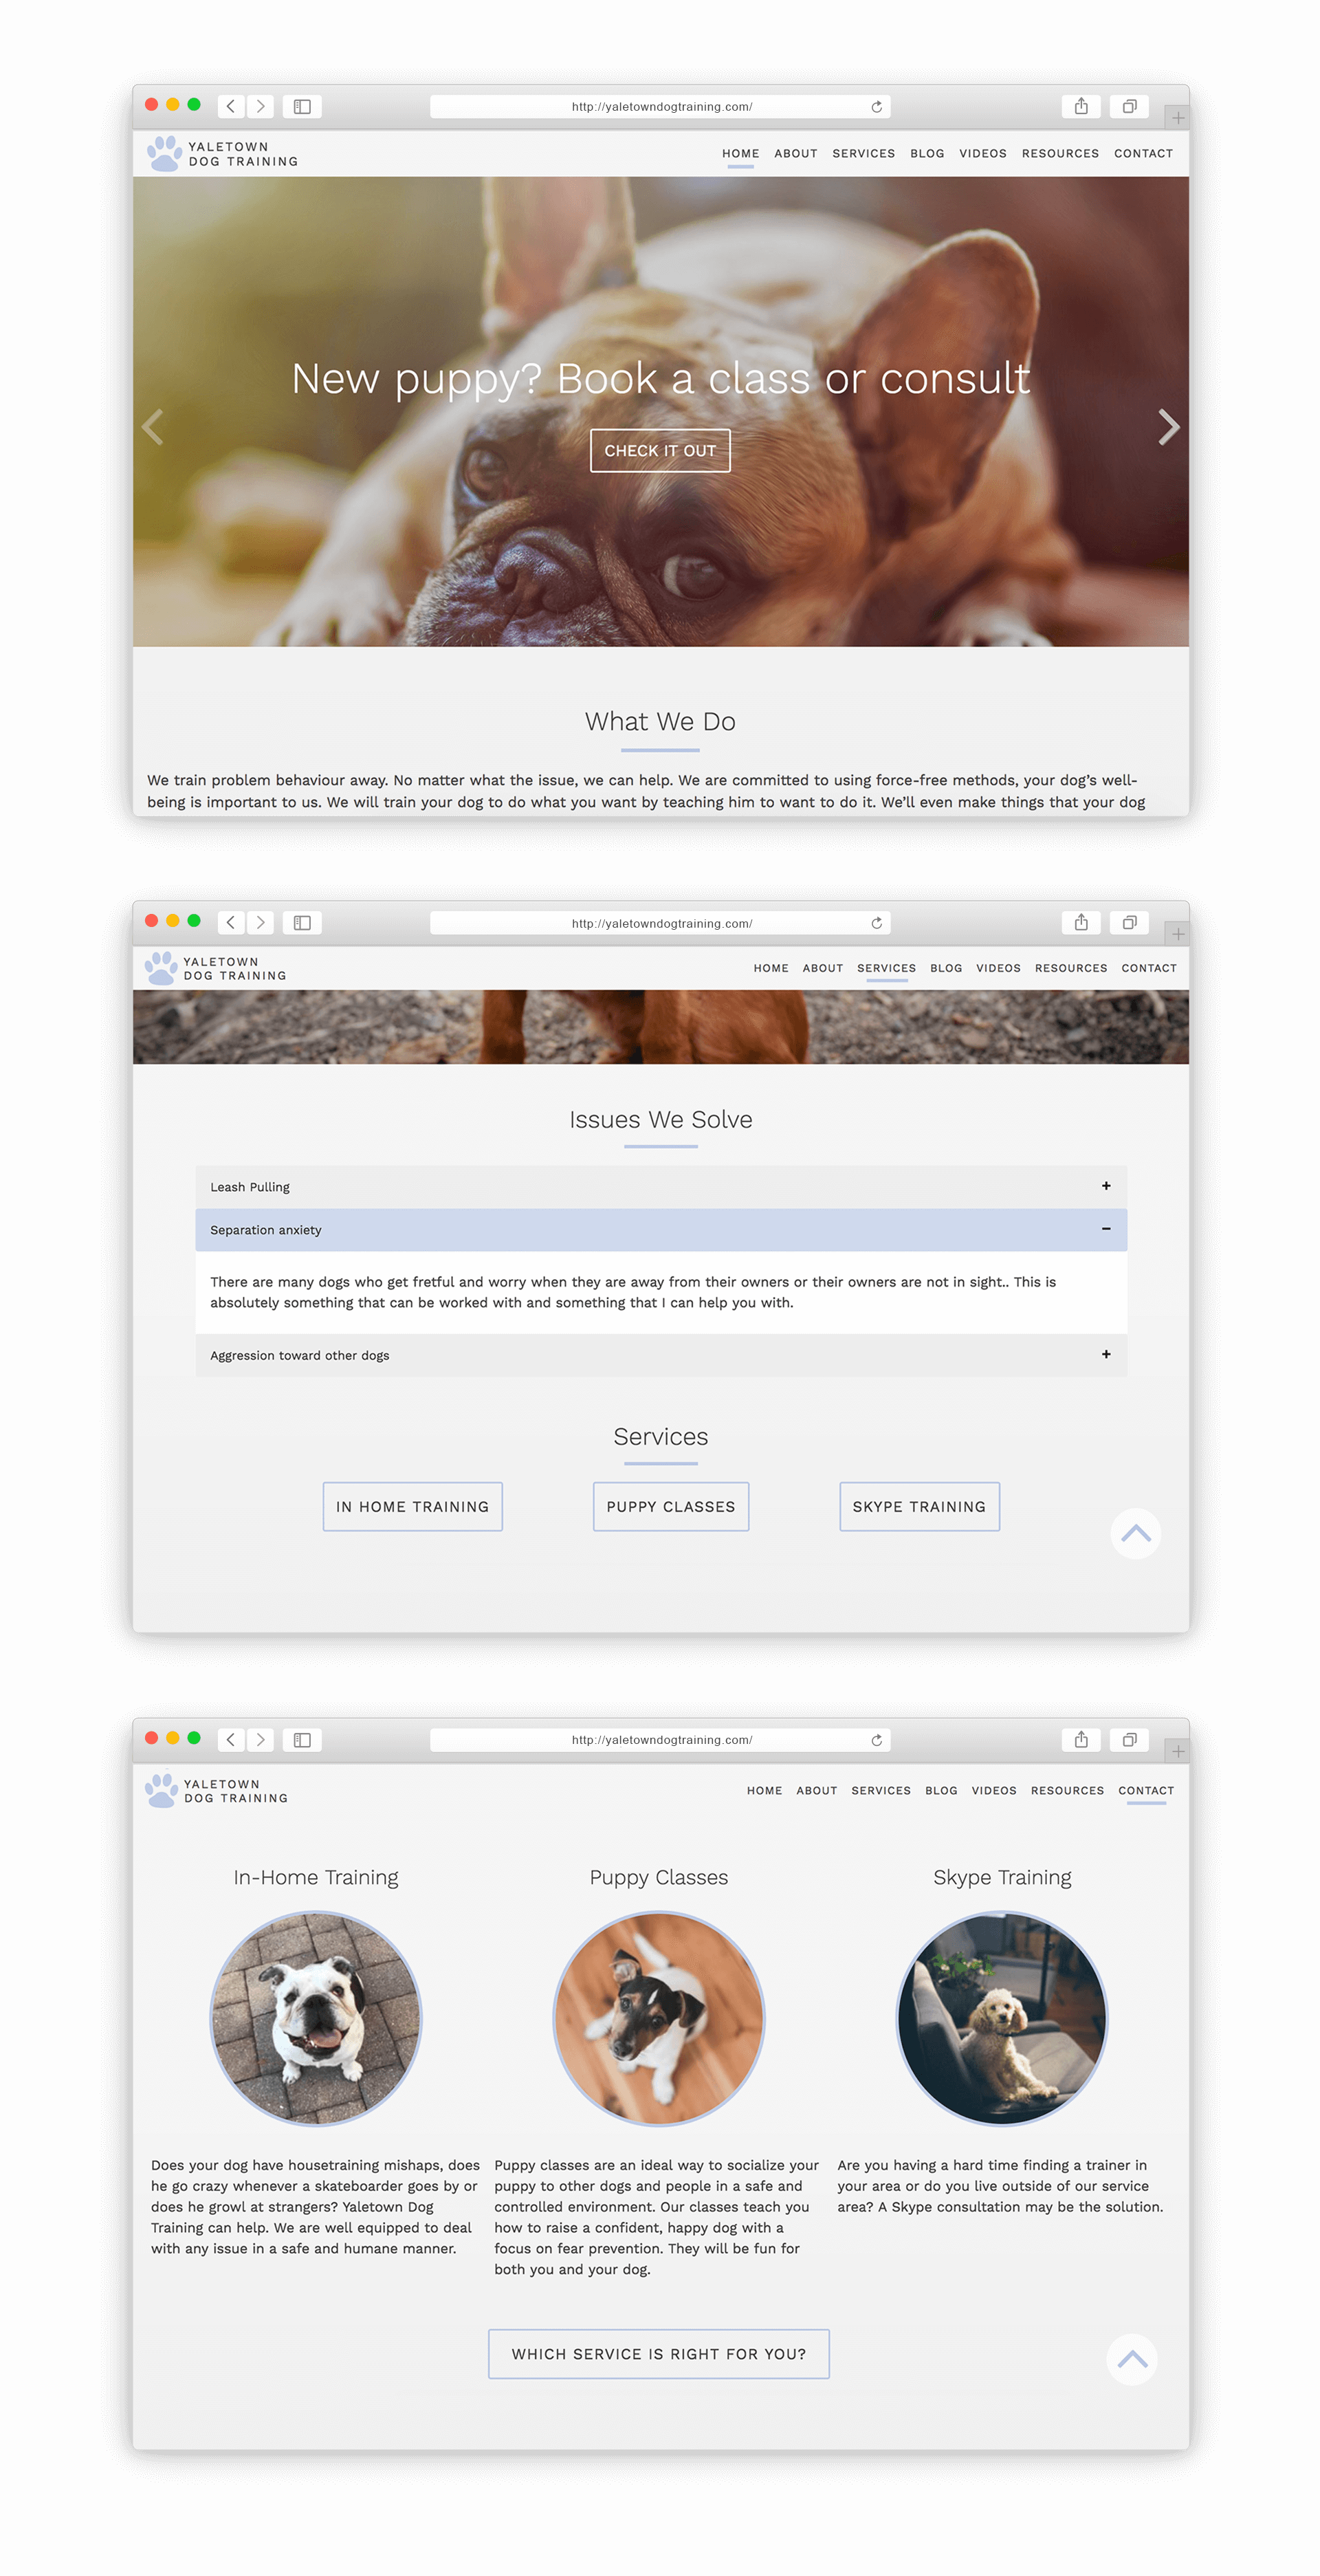 http://yaletowndogtraining.com/
YALETOWN
DOG TRAINING
HOME ABOUT SERVICES BLOG VIDEOS RESOURCES CONTACT
New puppy? Book a class or consult
CHECK IT OUT
What We Do
We train problem behaviour away. No matter what the issue, we can help. We are committed to using force-free methods, your dog’s well-
being is important to us. We will train your dog to do what you want by teaching him to want to do it. We’ll even make things that your dog
http://yaletowndogtraining.com/
YALETOWN
DOG TRAINING
HOME ABOUT SERVICES BLOG VIDEOS RESOURCES CONTACT
Issues We Solve
Leash Pulling +
Separation anxiety −
There are many dogs who get fretful and worry when they are away from their owners or their owners are not in sight.. This is
absolutely something that can be worked with and something that I can help you with.
Aggression toward other dogs +
Services
IN HOME TRAINING PUPPY CLASSES SKYPE TRAINING
http://yaletowndogtraining.com/
YALETOWN
DOG TRAINING
HOME ABOUT SERVICES BLOG VIDEOS RESOURCES CONTACT
In-Home Training
Does your dog have housetraining mishaps, does
he go crazy whenever a skateboarder goes by or
does he growl at strangers? Yaletown Dog
Training can help. We are well equipped to deal
with any issue in a safe and humane manner.
Puppy Classes
Puppy classes are an ideal way to socialize your
puppy to other dogs and people in a safe and
controlled environment. Our classes teach you
how to raise a confident, happy dog with a
focus on fear prevention. They will be fun for
both you and your dog.
Skype Training
Are you having a hard time finding a trainer in
your area or do you live outside of our service
area? A Skype consultation may be the solution.
WHICH SERVICE IS RIGHT FOR YOU?